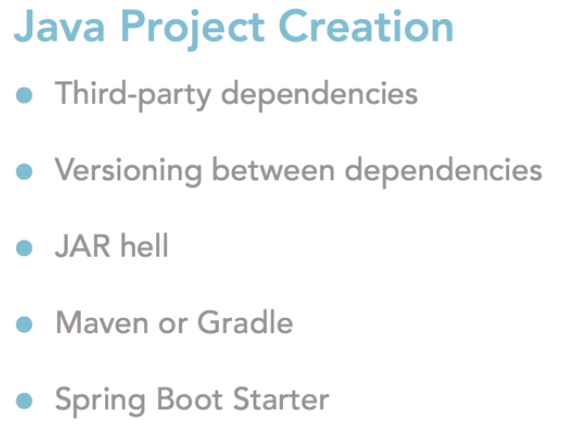 Java Project Creation
Third-party dependencies
Versioning between dependencies
JAR hell
Maven or Gradle
Spring Boot Starter